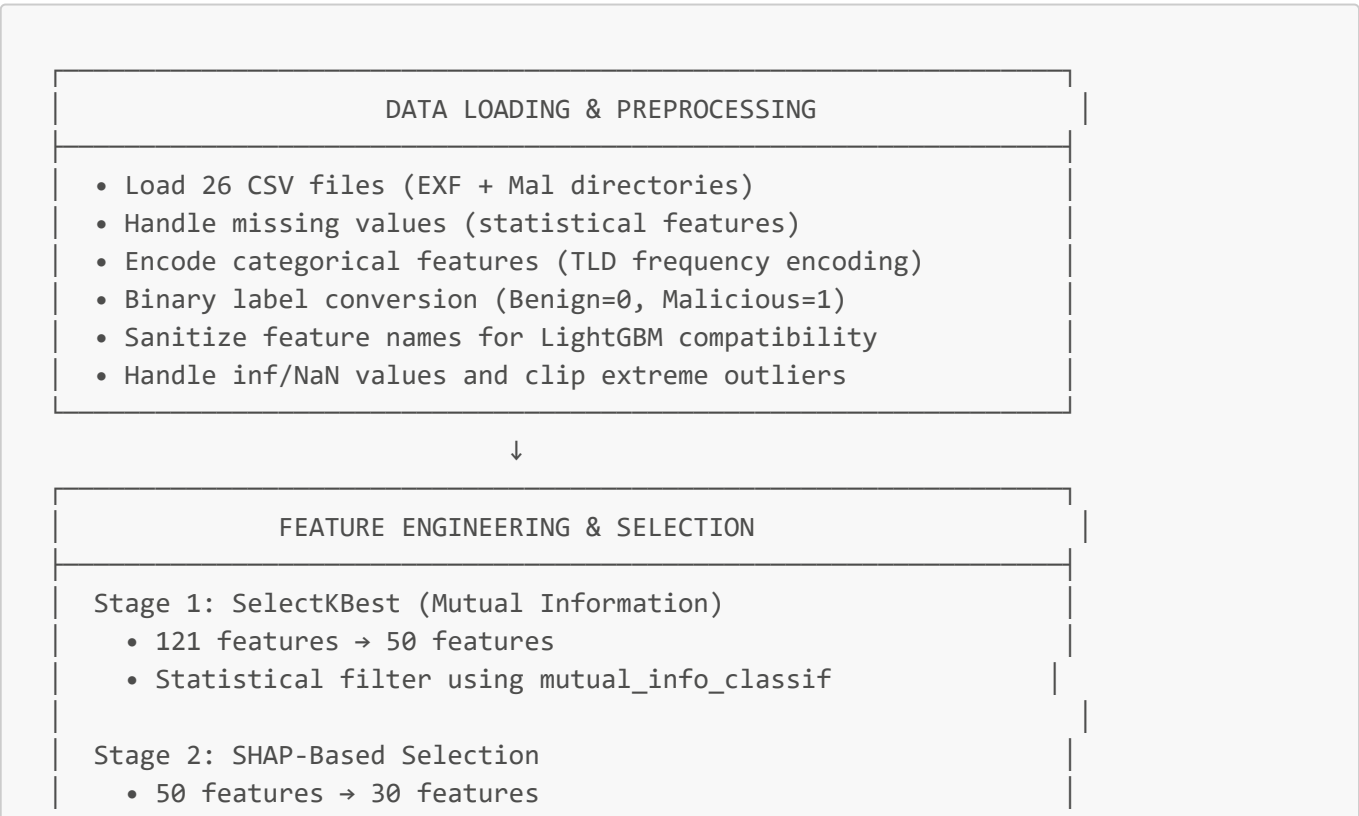 DATA LOADING & PREPROCESSING
• Load 26 CSV files (EXF + Mal directories)
• Handle missing values (statistical features)
• Encode categorical features (TLD frequency encoding)
• Binary label conversion (Benign=0, Malicious=1)
• Sanitize feature names for LightGBM compatibility
• Handle inf/NaN values and clip extreme outliers
↓
FEATURE ENGINEERING & SELECTION
Stage 1: SelectKBest (Mutual Information)
• 121 features → 50 features
• Statistical filter using mutual_info_classif
Stage 2: SHAP-Based Selection
• 50 features → 30 features